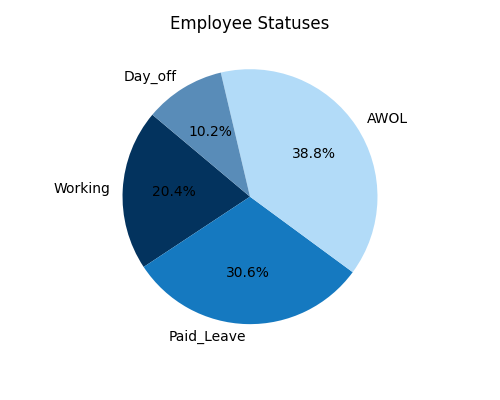 Employee Statuses
Day_off
10.2%
AWOL
38.8%
Working
20.4%
30.6%
Paid_Leave